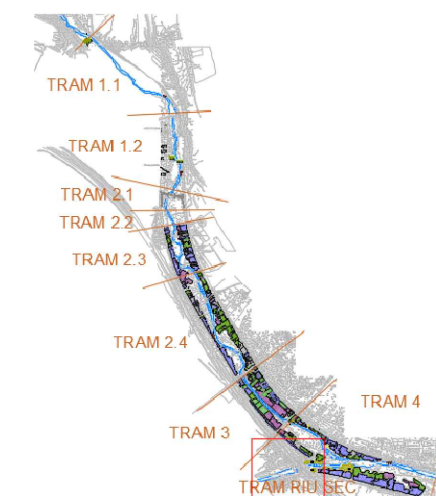 TRAM 1.1
TRAM 1.2
TRAM 2.1
TRAM 2.2
TRAM 2.3
TRAM 2.4
TRAM 4
TRAM 3
TRAM RIU SEC